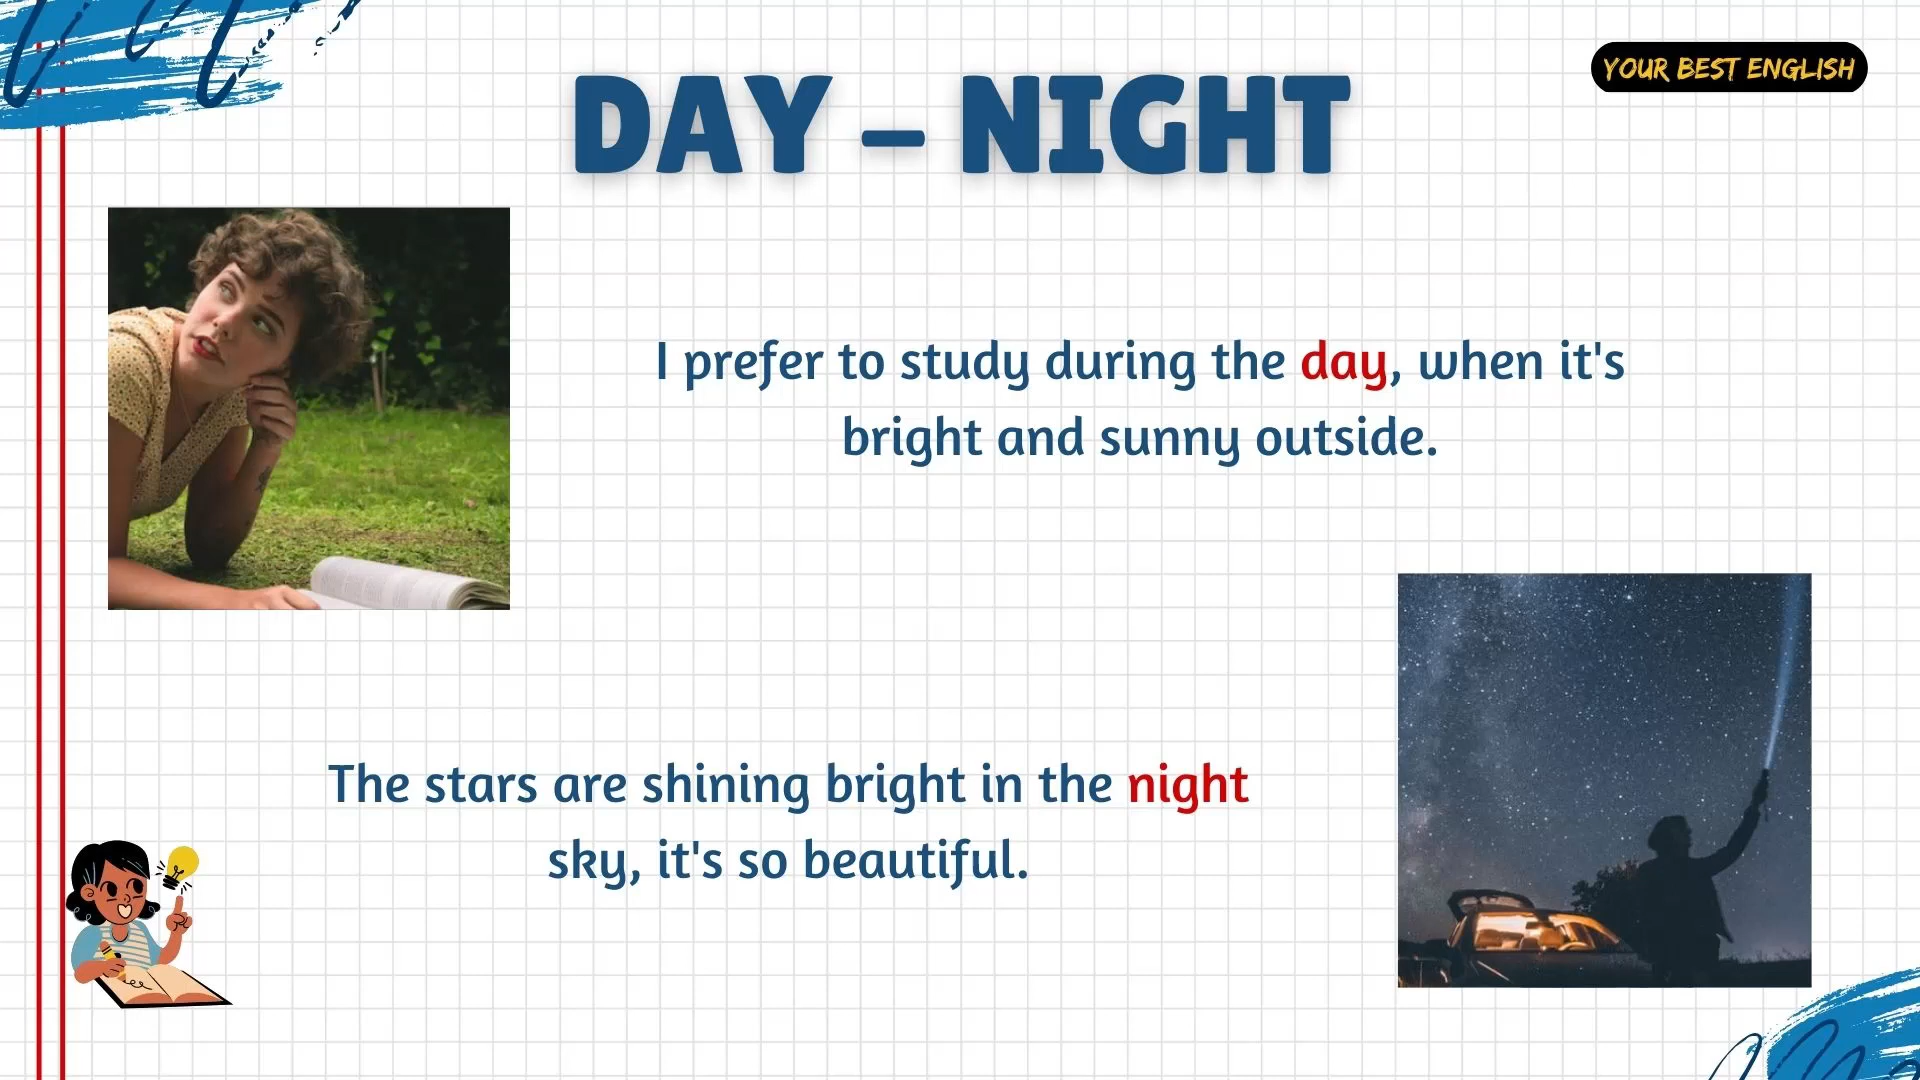 YOUR BEST ENGLISH
DAY – NIGHT
I prefer to study during the day, when it's
bright and sunny outside.
The stars are shining bright in the night
sky, it's so beautiful.